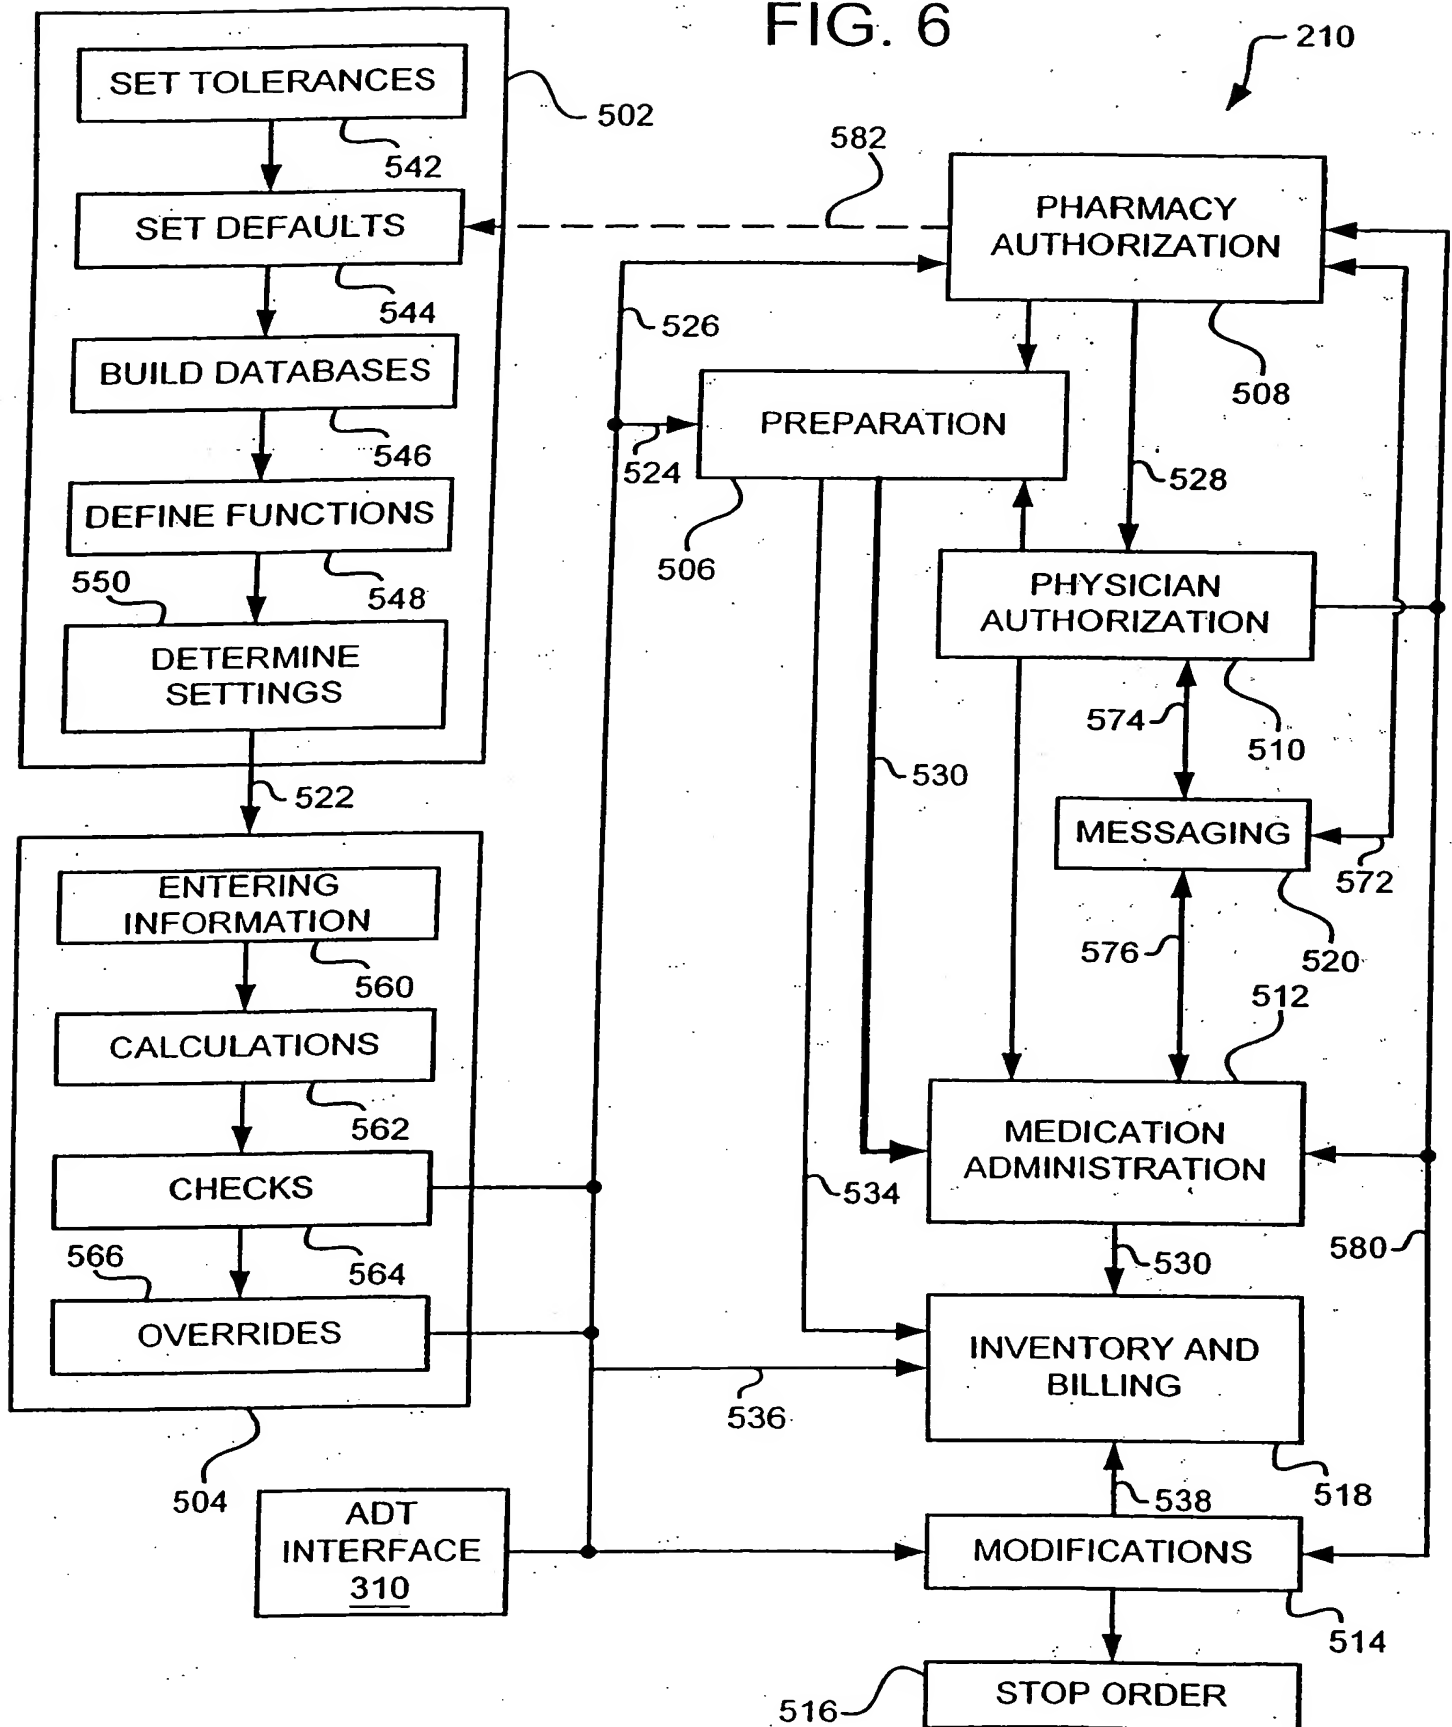 FIG. 6
210
SET TOLERANCES
502
542
582
PHARMACY
AUTHORIZATION
SET DEFAULTS
544
526
508
BUILD DATABASES
546
PREPARATION
524
528
506
DEFINE FUNCTIONS
548
550
PHYSICIAN
AUTHORIZATION
DETERMINE
SETTINGS
574
510
530
522
MESSAGING
572
ENTERING
INFORMATION
560
576
520
512
CALCULATIONS
562
MEDICATION
ADMINISTRATION
CHECKS
534
564
566
530
580
OVERRIDES
INVENTORY AND
BILLING
536
504
518
538
ADT
INTERFACE
310
MODIFICATIONS
514
STOP ORDER
516